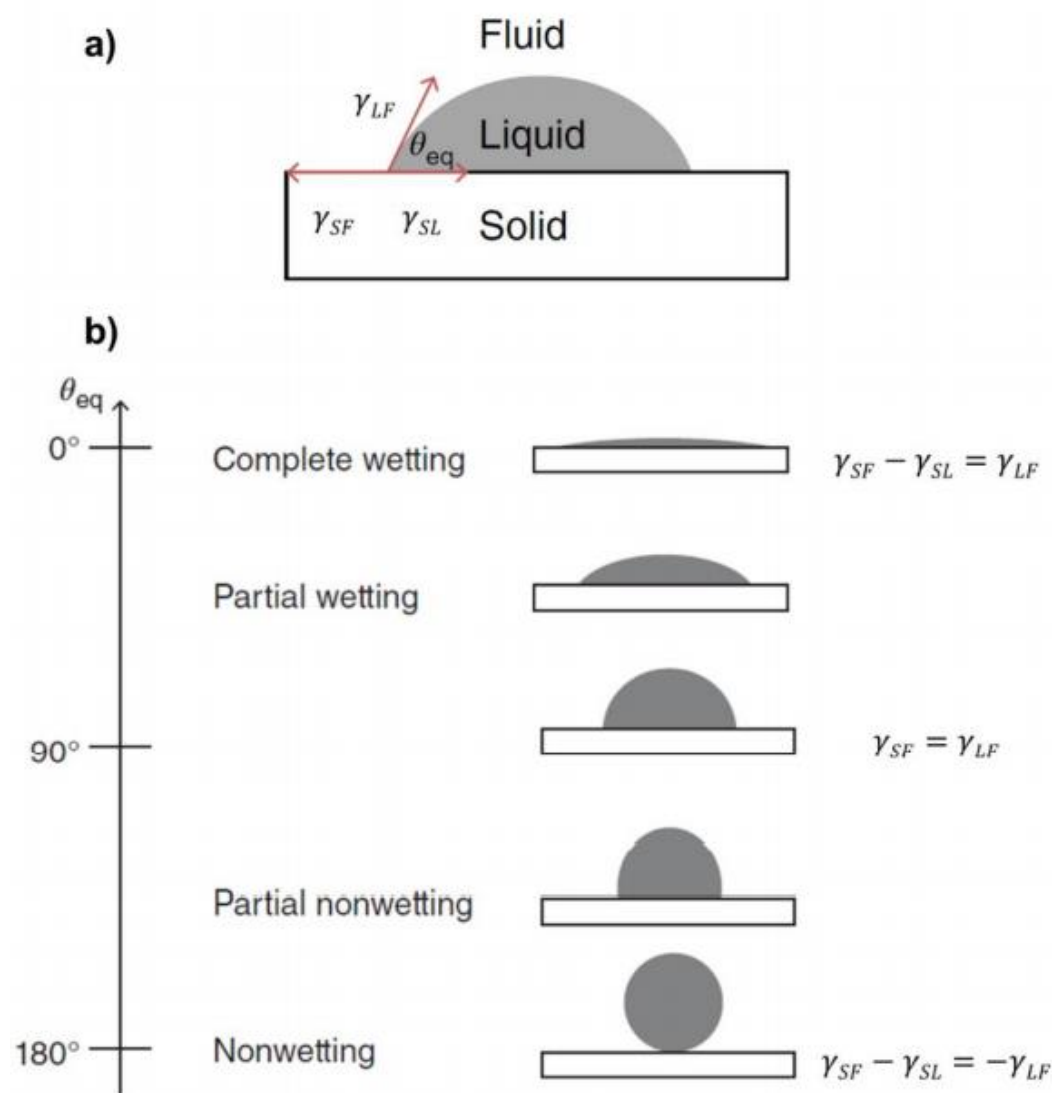 a)
Fluid
γ_LF
θ_eq
Liquid
γ_SF
γ_SL
Solid
b)
θ_eq
0°
Complete wetting
γ_SF − γ_SL = γ_LF
Partial wetting
90°
γ_SF = γ_LF
Partial nonwetting
180°
Nonwetting
γ_SF − γ_SL = −γ_LF